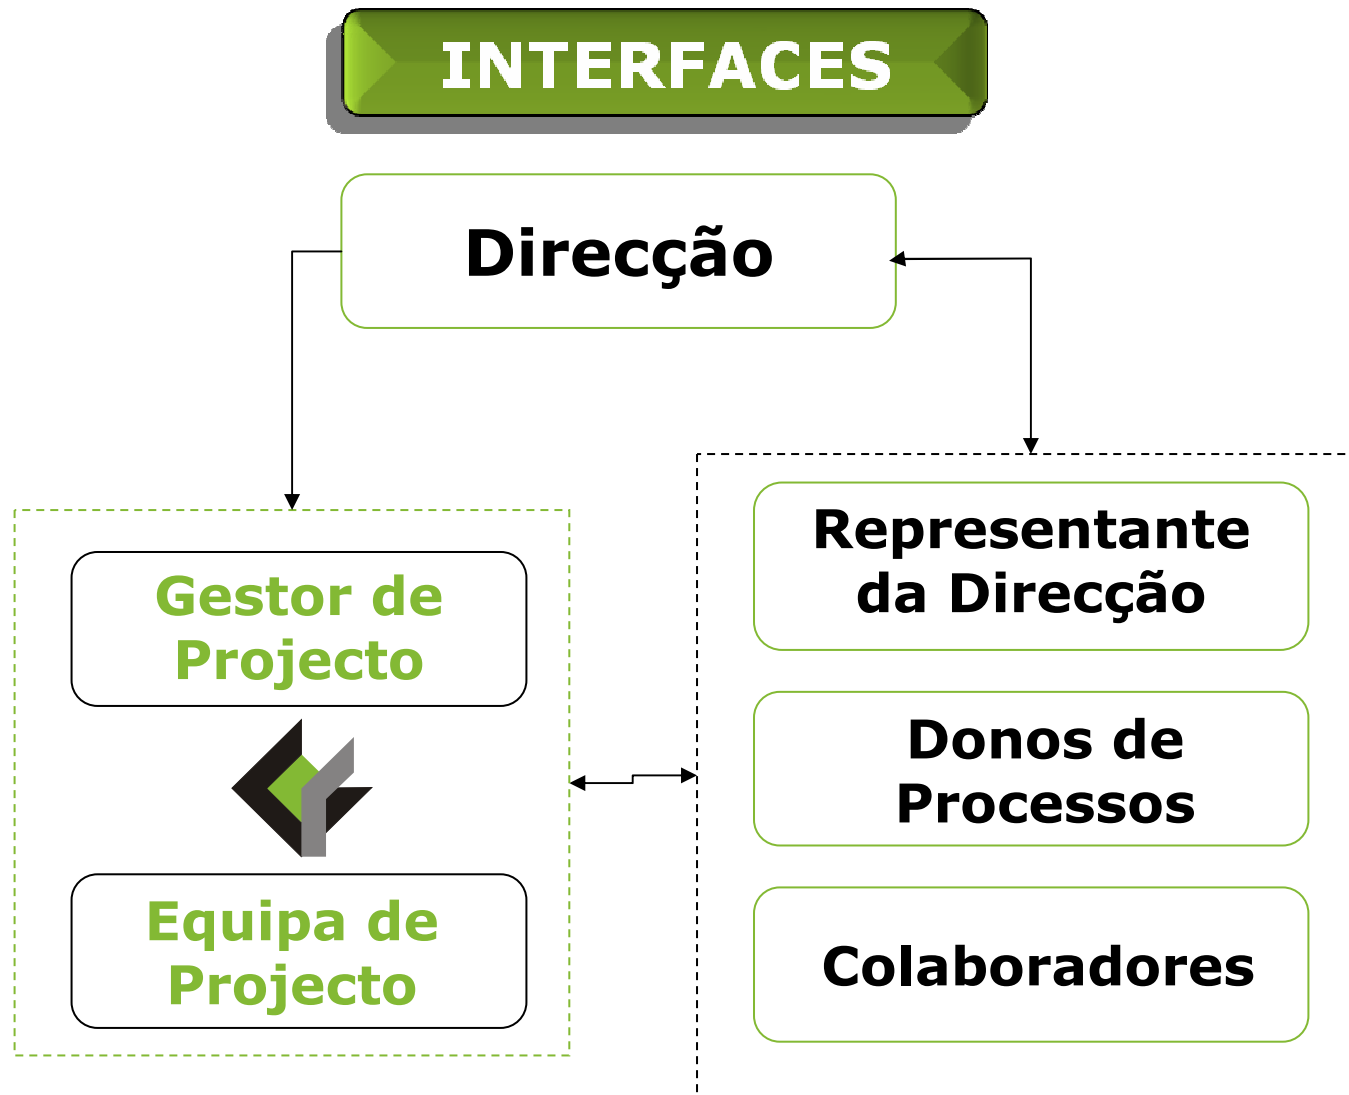 INTERFACES
Direcção
Gestor de
Projecto
Equipa de
Projecto
Representante
da Direcção
Donos de
Processos
Colaboradores